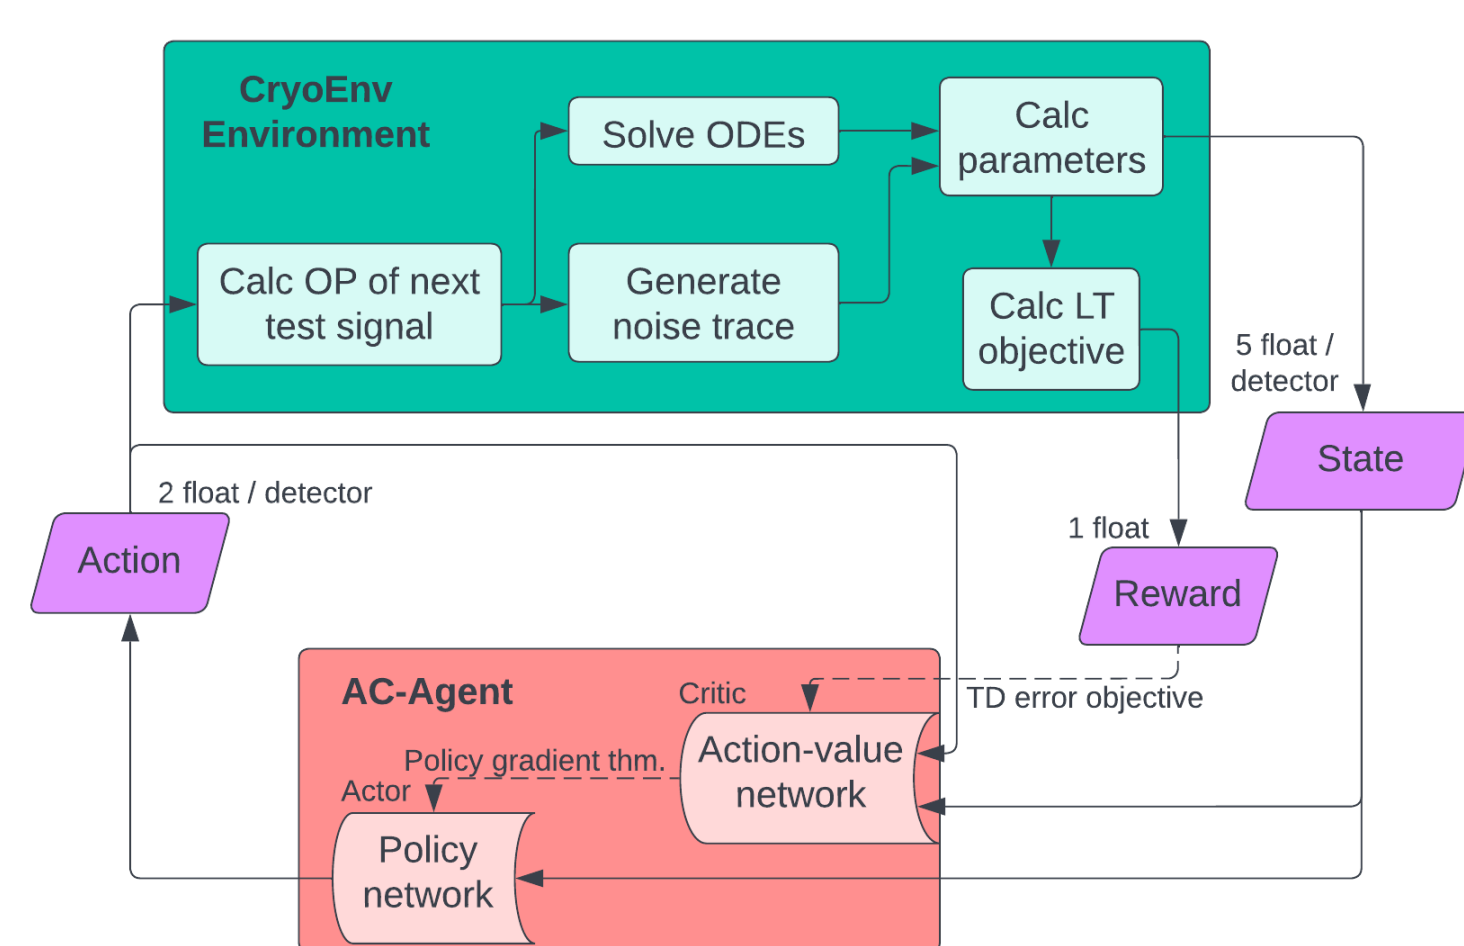 CryoEnv
Environment
Solve ODEs
Calc
parameters
Calc OP of next
test signal
Generate
noise trace
Calc LT
objective
5 float /
detector
State
2 float / detector
Action
1 float
Reward
AC-Agent
Critic
TD error objective
Action-value
network
Policy gradient thm.
Actor
Policy
network